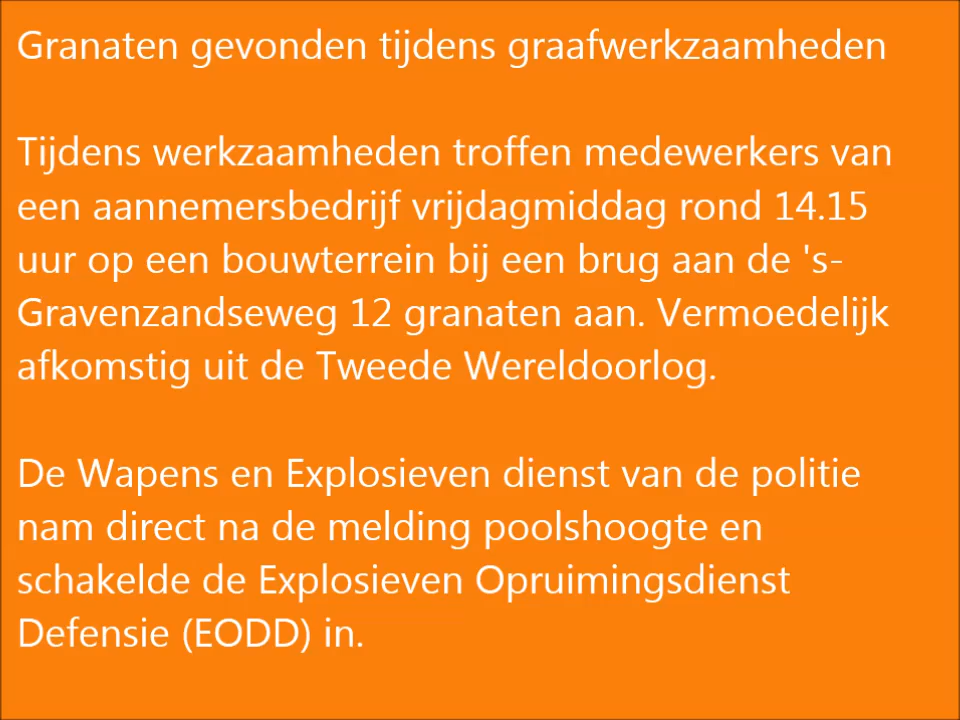 Granaten gevonden tijdens graafwerkzaamheden
Tijdens werkzaamheden troffen medewerkers van
een aannemersbedrijf vrijdagmiddag rond 14.15
uur op een bouwterrein bij een brug aan de 's-
Gravenzandseweg 12 granaten aan. Vermoedelijk
afkomstig uit de Tweede Wereldoorlog.
De Wapens en Explosieven dienst van de politie
nam direct na de melding poolshoogte en
schakelde de Explosieven Opruimingsdienst
Defensie (EODD) in.